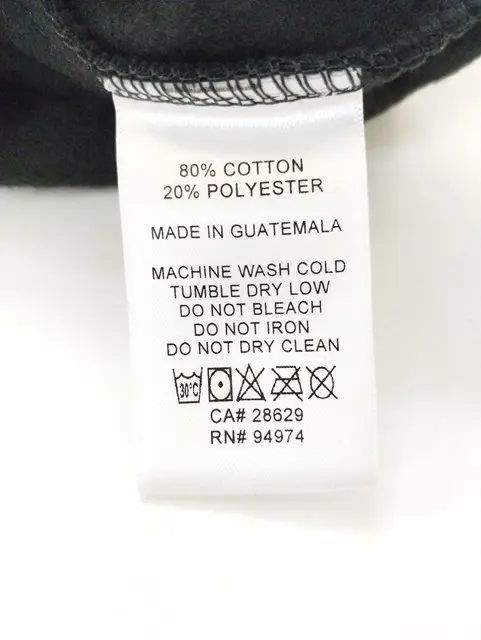 80% COTTON
20% POLYESTER
MADE IN GUATEMALA
MACHINE WASH COLD
TUMBLE DRY LOW
DO NOT BLEACH
DO NOT IRON
DO NOT DRY CLEAN
30°C
CA# 28629
RN# 94974